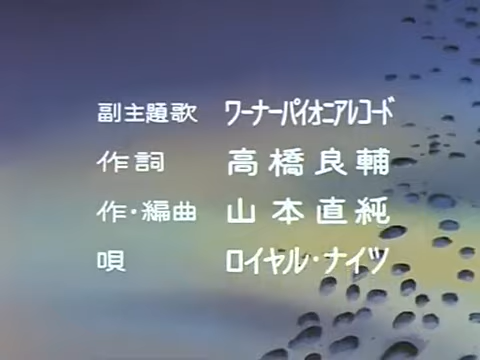 副主題歌 ワーナーパイオニアレコード
作詞 高橋良輔
作・編曲 山本直純
唄 ロイヤル・ナイツ